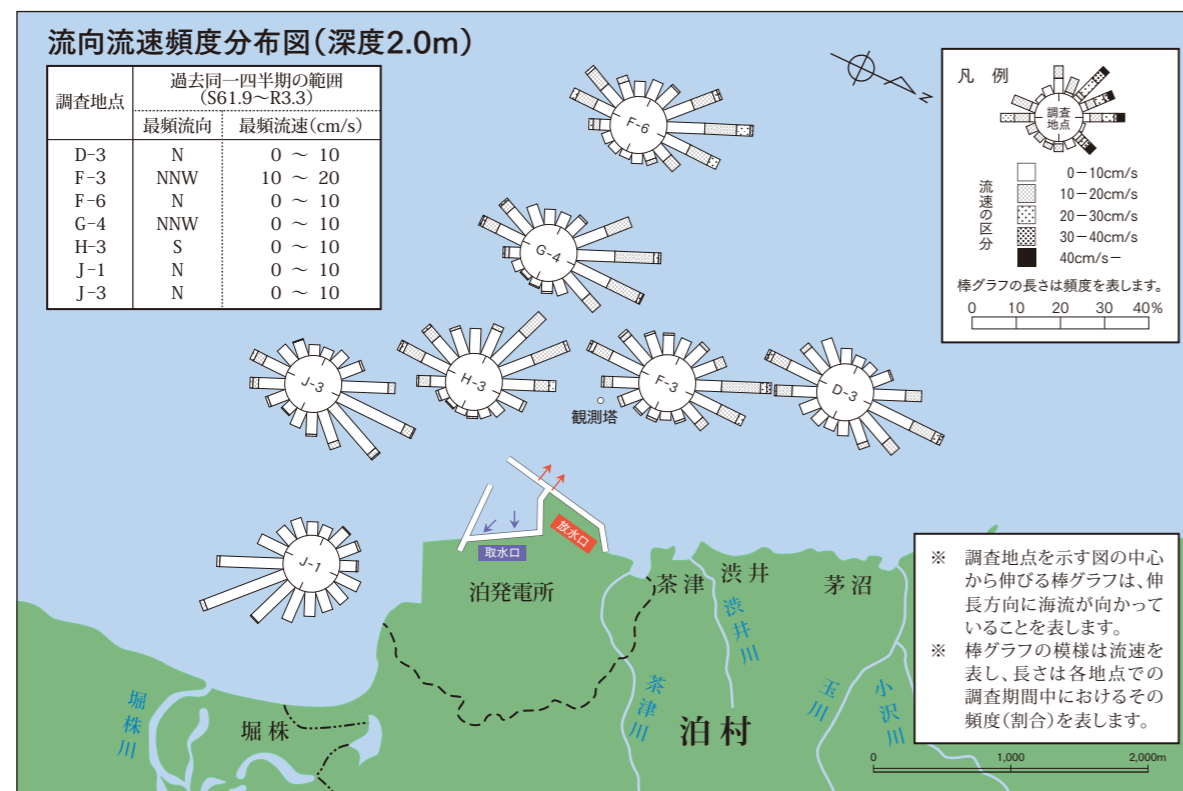 流向流速頻度分布図(深度2.0m)
調査地点
過去同一四半期の範囲
(S61.9~R3.3)
最頻流向 最頻流速(cm/s)
D-3 N 0 ~ 10
F-3 NNW 10 ~ 20
F-6 N 0 ~ 10
G-4 NNW 0 ~ 10
H-3 S 0 ~ 10
J-1 N 0 ~ 10
J-3 N 0 ~ 10
N
凡 例
調査
地点
流速の区分
0-10cm/s
10-20cm/s
20-30cm/s
30-40cm/s
40cm/s-
棒グラフの長さは頻度を表します。
0 10 20 30 40%
F-6
G-4
J-3
H-3
F-3
D-3
観測塔
J-1
取水口
放水口
泊発電所
茶津
渋井
茅沼
渋井川
茶津川
玉川
小沢川
堀株川
堀株
泊村
※ 調査地点を示す図の中心
から伸びる棒グラフは、伸
長方向に海流が向かって
いることを表します。
※ 棒グラフの模様は流速を
表し、長さは各地点での
調査期間中におけるその
頻度(割合)を表します。
0 1,000 2,000m